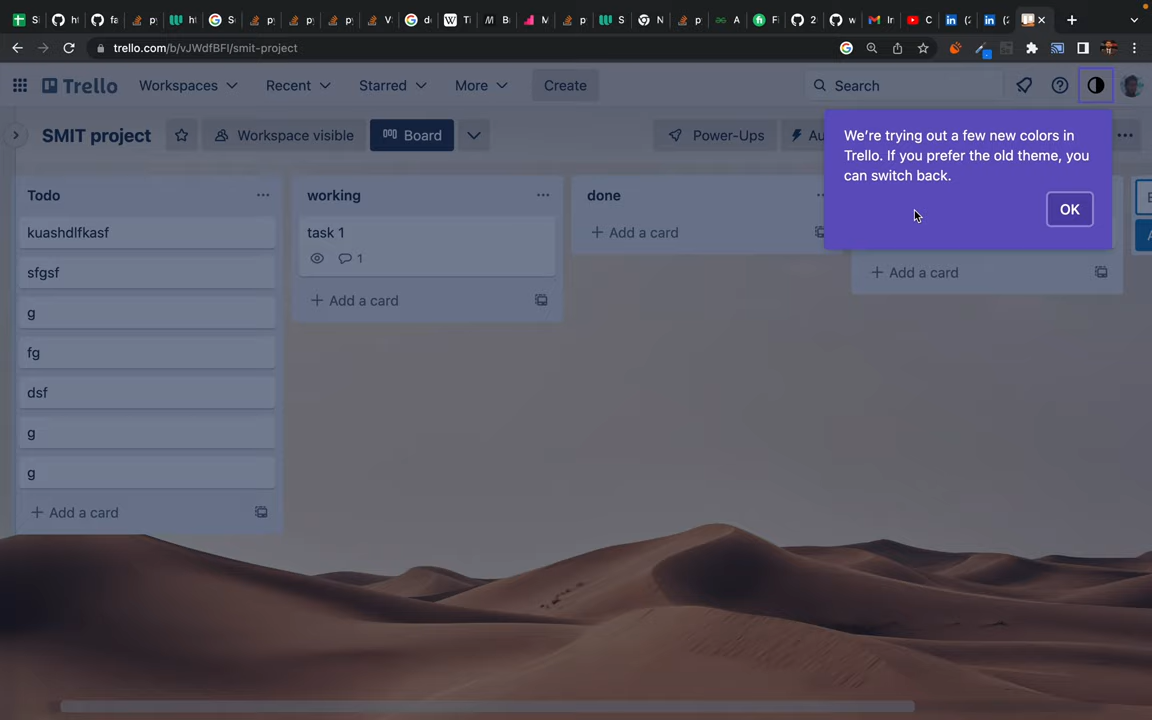 trello.com/b/vJWdfBFI/smit-project
Trello
Workspaces
Recent
Starred
More
Create
Search
SMIT project
Workspace visible
Board
Power-Ups
Au
We're trying out a few new colors in
Trello. If you prefer the old theme, you
can switch back.
OK
Todo
kuashdlfkasf
sfgsf
g
fg
dsf
g
g
+ Add a card
working
task 1
1
+ Add a card
done
+ Add a card
+ Add a card